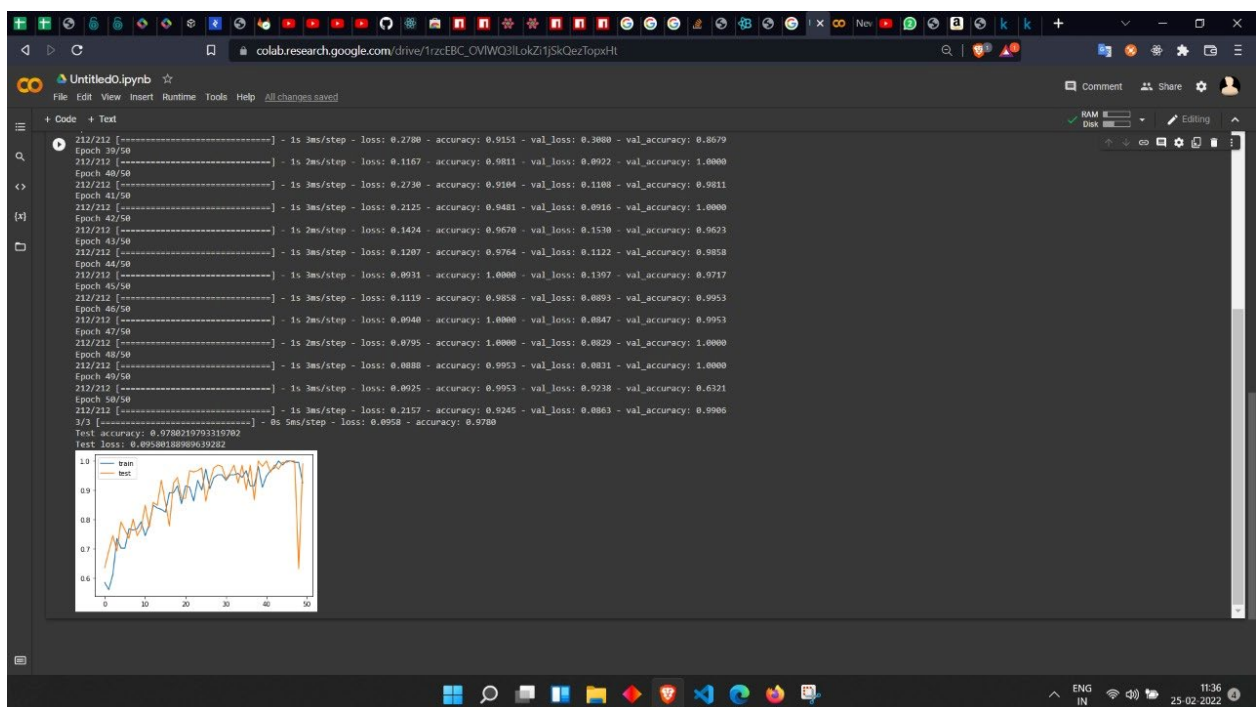 New
colab.research.google.com/drive/1rzcEBC_OVlWQ3lLokZi1jSkQezTopxHt
Untitled0.ipynb
File Edit View Insert Runtime Tools Help All changes saved
Comment Share
+ Code + Text
RAM
Disk
Editing
212/212 [==============================] - 1s 3ms/step - loss: 0.2780 - accuracy: 0.9151 - val_loss: 0.3080 - val_accuracy: 0.8679
Epoch 39/50
212/212 [==============================] - 1s 2ms/step - loss: 0.1167 - accuracy: 0.9811 - val_loss: 0.0922 - val_accuracy: 1.0000
Epoch 40/50
212/212 [==============================] - 1s 3ms/step - loss: 0.2730 - accuracy: 0.9104 - val_loss: 0.1108 - val_accuracy: 0.9811
Epoch 41/50
212/212 [==============================] - 1s 3ms/step - loss: 0.2125 - accuracy: 0.9481 - val_loss: 0.0916 - val_accuracy: 1.0000
Epoch 42/50
212/212 [==============================] - 1s 2ms/step - loss: 0.1424 - accuracy: 0.9670 - val_loss: 0.1530 - val_accuracy: 0.9623
Epoch 43/50
212/212 [==============================] - 1s 3ms/step - loss: 0.1207 - accuracy: 0.9764 - val_loss: 0.1122 - val_accuracy: 0.9858
Epoch 44/50
212/212 [==============================] - 1s 3ms/step - loss: 0.0931 - accuracy: 1.0000 - val_loss: 0.1397 - val_accuracy: 0.9717
Epoch 45/50
212/212 [==============================] - 1s 3ms/step - loss: 0.1119 - accuracy: 0.9858 - val_loss: 0.0893 - val_accuracy: 0.9953
Epoch 46/50
212/212 [==============================] - 1s 2ms/step - loss: 0.0940 - accuracy: 1.0000 - val_loss: 0.0847 - val_accuracy: 0.9953
Epoch 47/50
212/212 [==============================] - 1s 2ms/step - loss: 0.0795 - accuracy: 1.0000 - val_loss: 0.0829 - val_accuracy: 1.0000
Epoch 48/50
212/212 [==============================] - 1s 3ms/step - loss: 0.0888 - accuracy: 0.9953 - val_loss: 0.0831 - val_accuracy: 1.0000
Epoch 49/50
212/212 [==============================] - 1s 3ms/step - loss: 0.0925 - accuracy: 0.9953 - val_loss: 0.9238 - val_accuracy: 0.6321
Epoch 50/50
212/212 [==============================] - 1s 3ms/step - loss: 0.2157 - accuracy: 0.9245 - val_loss: 0.0863 - val_accuracy: 0.9906
3/3 [==============================] - 0s 5ms/step - loss: 0.0958 - accuracy: 0.9780
Test accuracy: 0.9780219793319702
Test loss: 0.09580188989639282
train
test
1.0
0.9
0.8
0.7
0.6
0 10 20 30 40 50
ENG
IN
11:36
25-02-2022
4